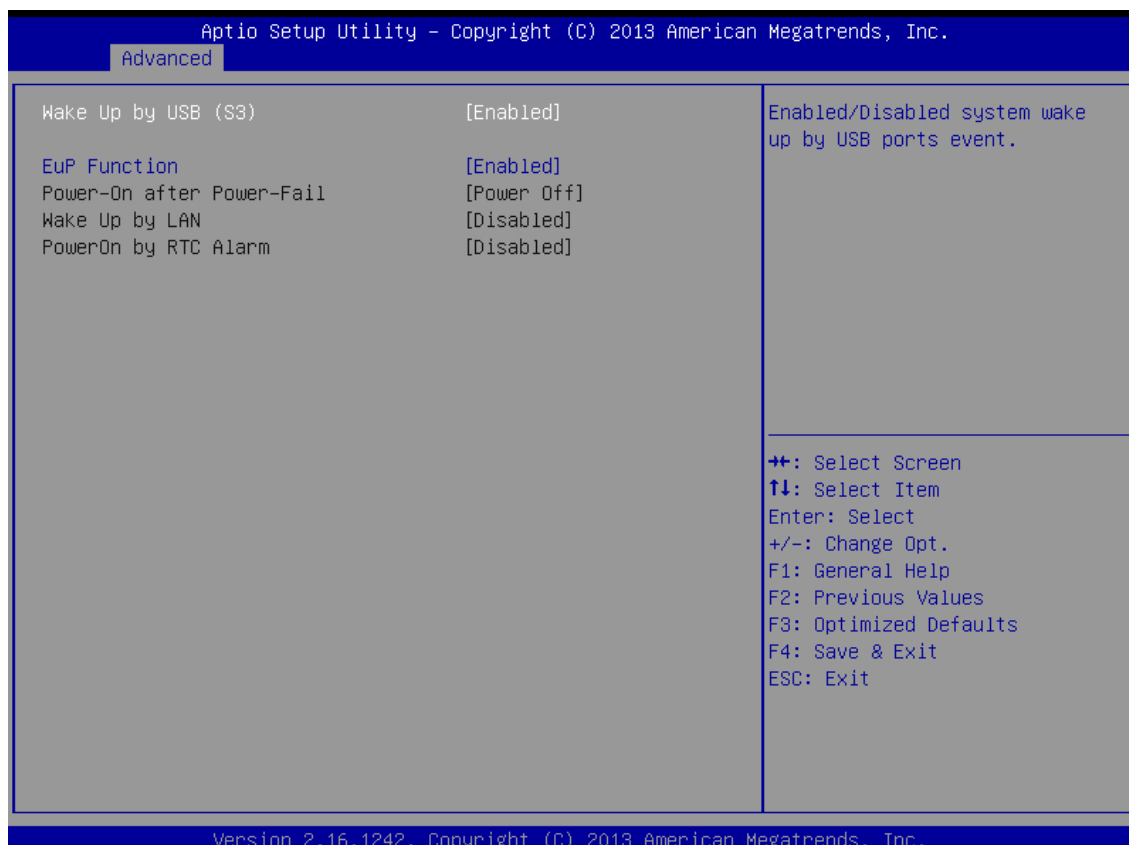 Aptio Setup Utility – Copyright (C) 2013 American Megatrends, Inc.
Advanced
Wake Up by USB (S3) [Enabled]
EuP Function [Enabled]
Power-On after Power-Fail [Power Off]
Wake Up by LAN [Disabled]
PowerOn by RTC Alarm [Disabled]
Enabled/Disabled system wake
up by USB ports event.
→←: Select Screen
↑↓: Select Item
Enter: Select
+/-: Change Opt.
F1: General Help
F2: Previous Values
F3: Optimized Defaults
F4: Save & Exit
ESC: Exit
Version 2.16.1242. Copyright (C) 2013 American Megatrends, Inc.